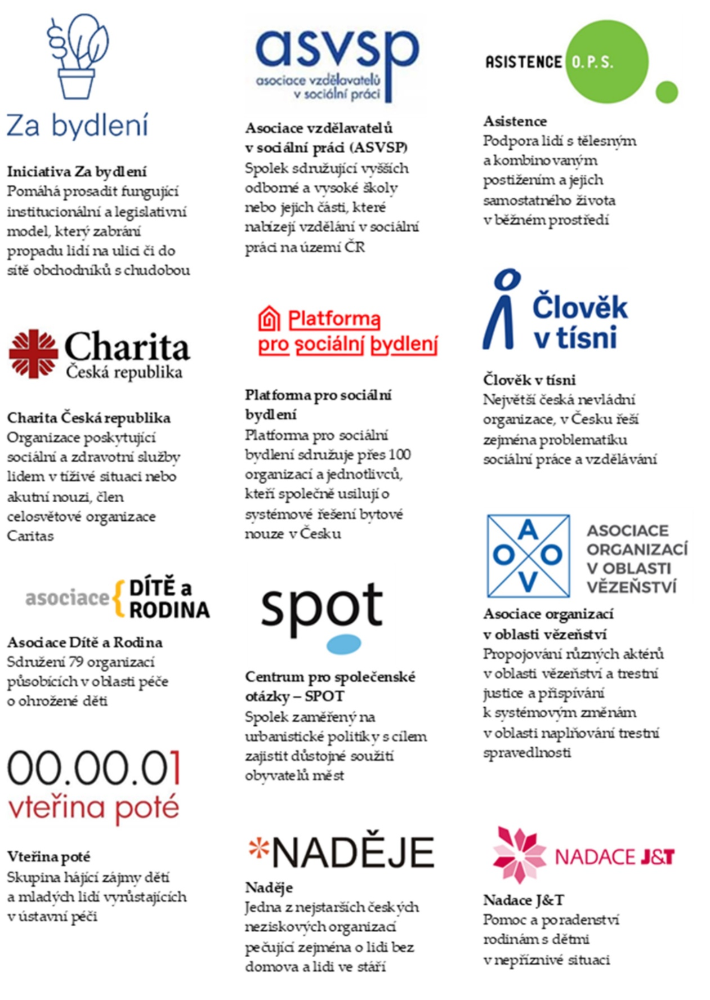 Za bydlení
Iniciativa Za bydlení
Pomáhá prosadit fungující
institucionální a legislativní
model, který zabrání
propadu lidí na ulici či do
sítě obchodníků s chudobou
Charita
Česká republika
Charita Česká republika
Organizace poskytující
sociální a zdravotní služby
lidem v tíživé situaci nebo
akutní nouzi, člen
celosvětové organizace
Caritas
asociace { DÍTĚ a
RODINA
Asociace Dítě a Rodina
Sdružení 79 organizací
působících v oblasti péče
o ohrožené děti
00.00.01
vteřina poté
Vteřina poté
Skupina hájící zájmy dětí
a mladých lidí vyrůstajících
v ústavní péči
asvsp
asociace vzdělavatelů
v sociální práci
Asociace vzdělavatelů
v sociální práci (ASVSP)
Spolek sdružující vyšších
odborné a vysoké školy
nebo jejich části, které
nabízejí vzdělání v sociální
práci na území ČR
Platforma
pro sociální bydlení
Platforma pro sociální
bydlení
Platforma pro sociální
bydlení sdružuje přes 100
organizací a jednotlivců,
kteří společně usilují o
systémové řešení bytové
nouze v Česku
spot
Centrum pro společenské
otázky – SPOT
Spolek zaměřený na
urbanistické politiky s cílem
zajistit důstojné soužití
obyvatelů měst
*NADĚJE
Naděje
Jedna z nejstarších českých
neziskových organizací
pečující zejména o lidi bez
domova a lidi ve stáří
ASISTENCE O.P.S.
Asistence
Podpora lidí s tělesným
a kombinovaným
postižením a jejich
samostatného života
v běžném prostředí
Člověk
v tísni
Člověk v tísni
Největší česká nevládní
organizace, v Česku řeší
zejména problematiku
sociální práce a vzdělávání
A
O O
V
ASOCIACE
ORGANIZACÍ
V OBLASTI
VĚZEŇSTVÍ
Asociace organizací
v oblasti vězeňství
Propojování různých aktérů
v oblasti vězeňství a trestní
justice a přispívání
k systémovým změnám
v oblasti naplňování trestní
spravedlnosti
NADACE J&T
Nadace J&T
Pomoc a poradenství
rodinám s dětmi
v nepříznivé situaci